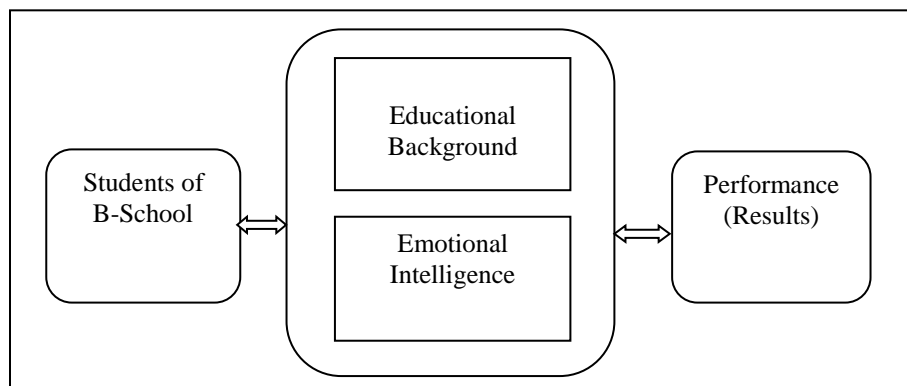 Students of
B-School
Educational
Background
Emotional
Intelligence
Performance
(Results)